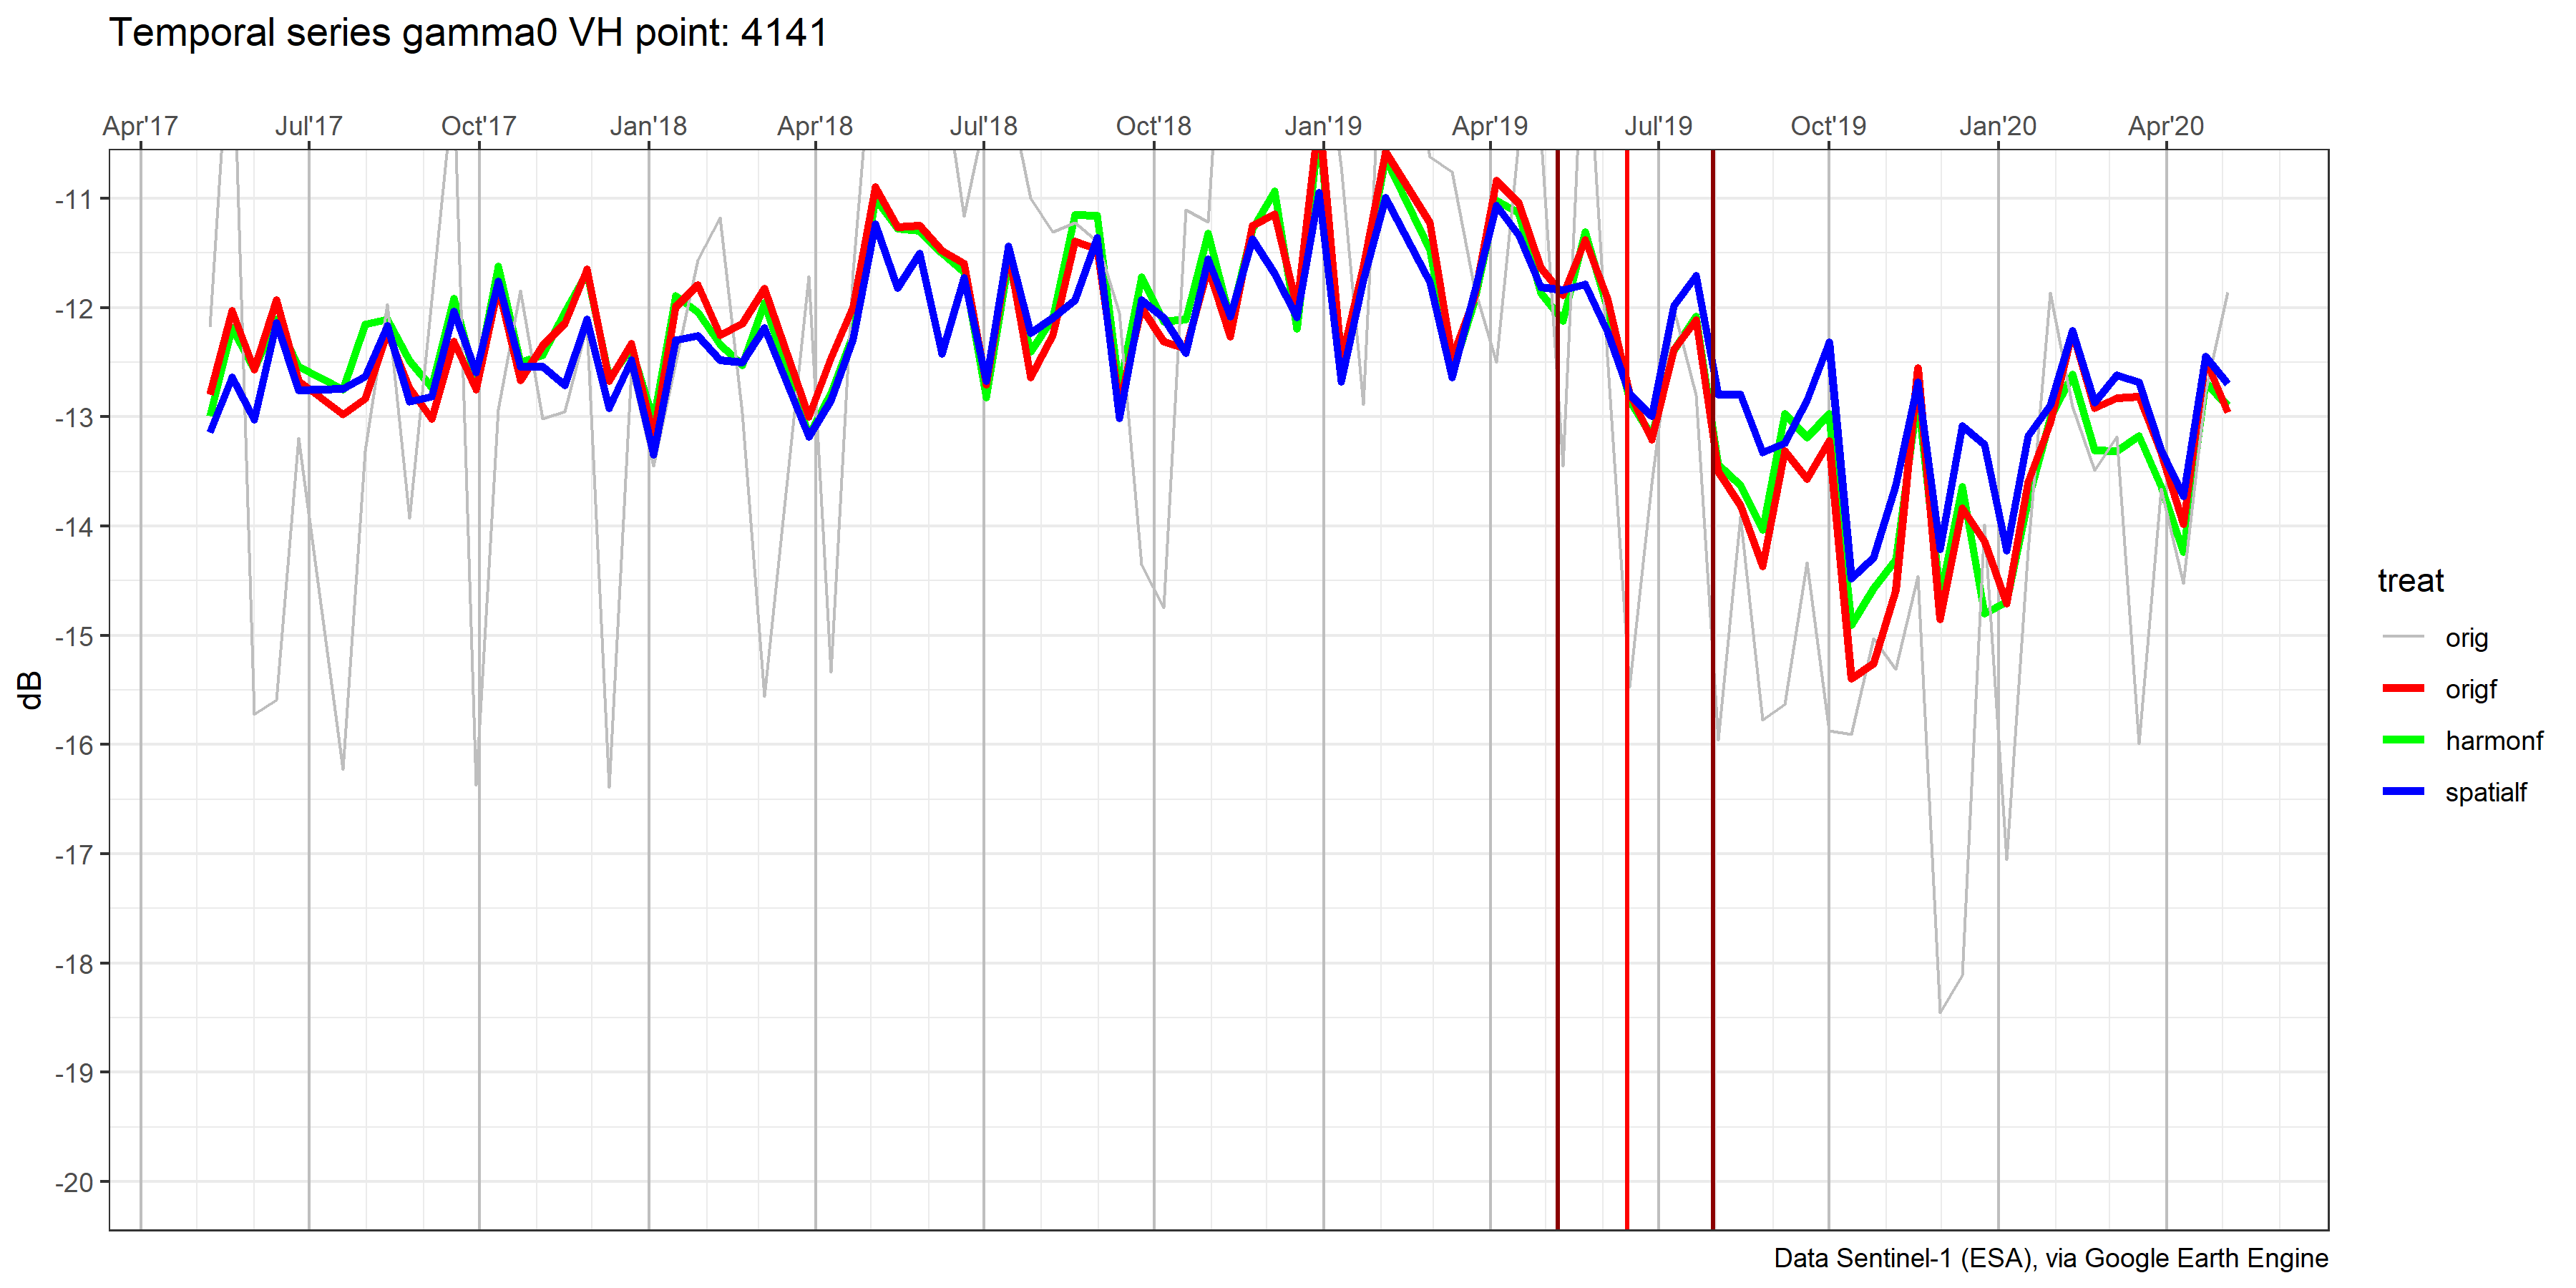 Temporal series gamma0 VH point: 4141
Apr'17 Jul'17 Oct'17 Jan'18 Apr'18 Jul'18 Oct'18 Jan'19 Apr'19 Jul'19 Oct'19 Jan'20 Apr'20
-11
-12
-13
-14
-15
-16
-17
-18
-19
-20
dB
treat
orig
origf
harmonf
spatialf
Data Sentinel-1 (ESA), via Google Earth Engine